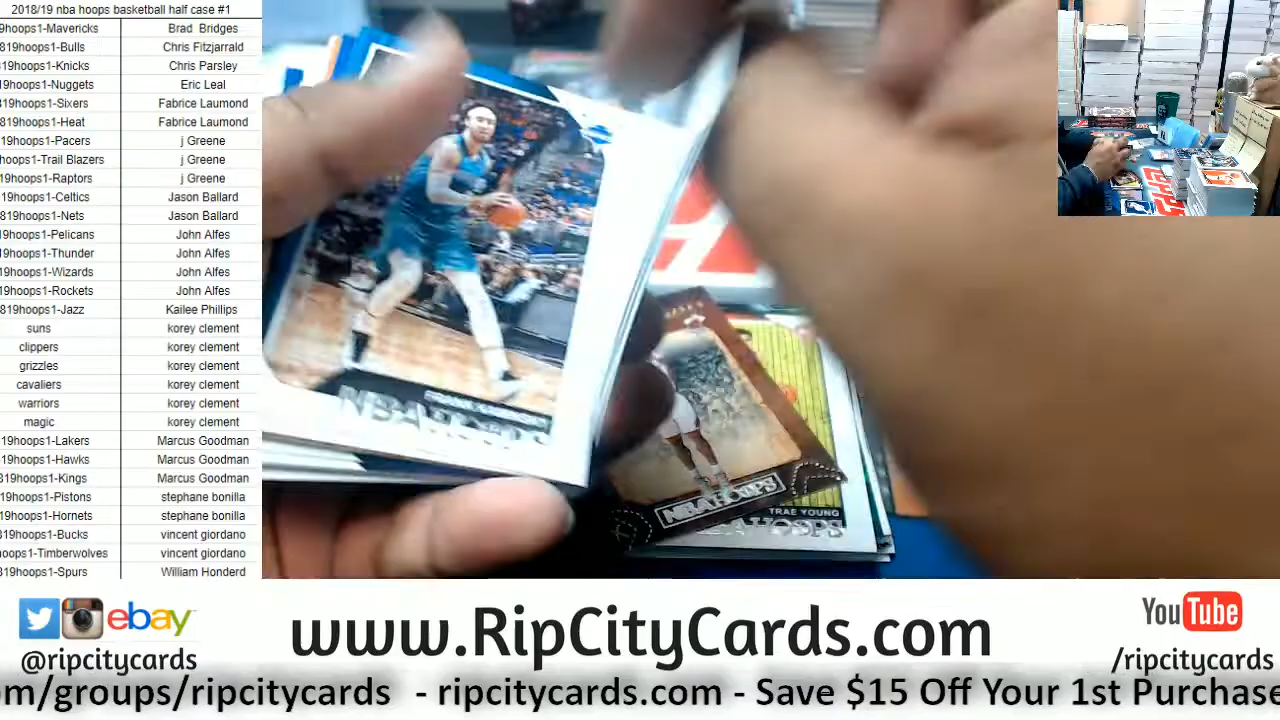 2018/19 nba hoops basketball half case #1
9hoops1-Mavericks Brad Bridges
819hoops1-Bulls Chris Fitzjarrald
819hoops1-Knicks Chris Parsley
19hoops1-Nuggets Eric Leal
819hoops1-Sixers Fabrice Laumond
819hoops1-Heat Fabrice Laumond
19hoops1-Pacers j Greene
hoops1-Trail Blazers j Greene
19hoops1-Raptors j Greene
19hoops1-Celtics Jason Ballard
819hoops1-Nets Jason Ballard
19hoops1-Pelicans John Alfes
19hoops1-Thunder John Alfes
19hoops1-Wizards John Alfes
19hoops1-Rockets John Alfes
819hoops1-Jazz Kailee Phillips
suns korey clement
clippers korey clement
grizzles korey clement
cavaliers korey clement
warriors korey clement
magic korey clement
19hoops1-Lakers Marcus Goodman
19hoops1-Hawks Marcus Goodman
819hoops1-Kings Marcus Goodman
19hoops1-Pistons stephane bonilla
19hoops1-Hornets stephane bonilla
819hoops1-Bucks vincent giordano
hoops1-Timberwolves vincent giordano
819hoops1-Spurs William Honderd
NBA HOOPS
NBA HOOPS
TRAE YOUNG
HOOPS
ebay
@ripcitycards
www.RipCityCards.com
YouTube
/ripcitycards
om/groups/ripcitycards - ripcitycards.com - Save $15 Off Your 1st Purchase